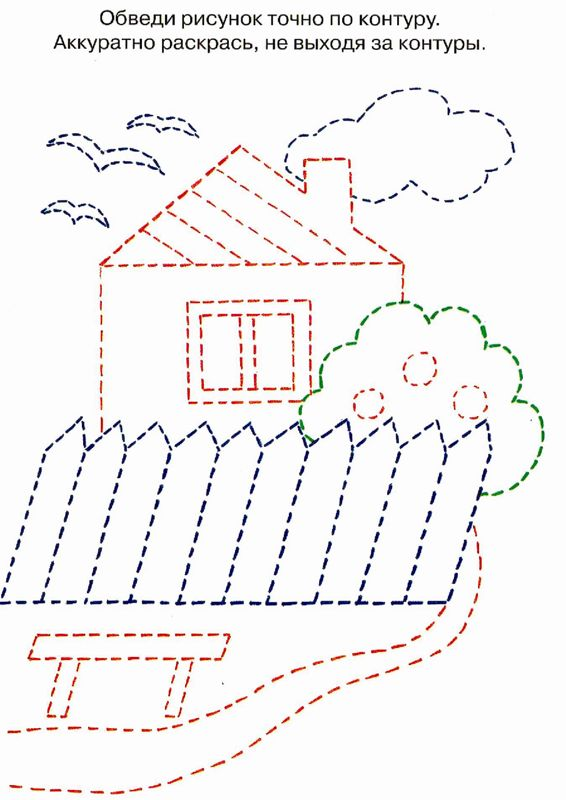 Обведи рисунок точно по контуру.
Аккуратно раскрась, не выходя за контуры.